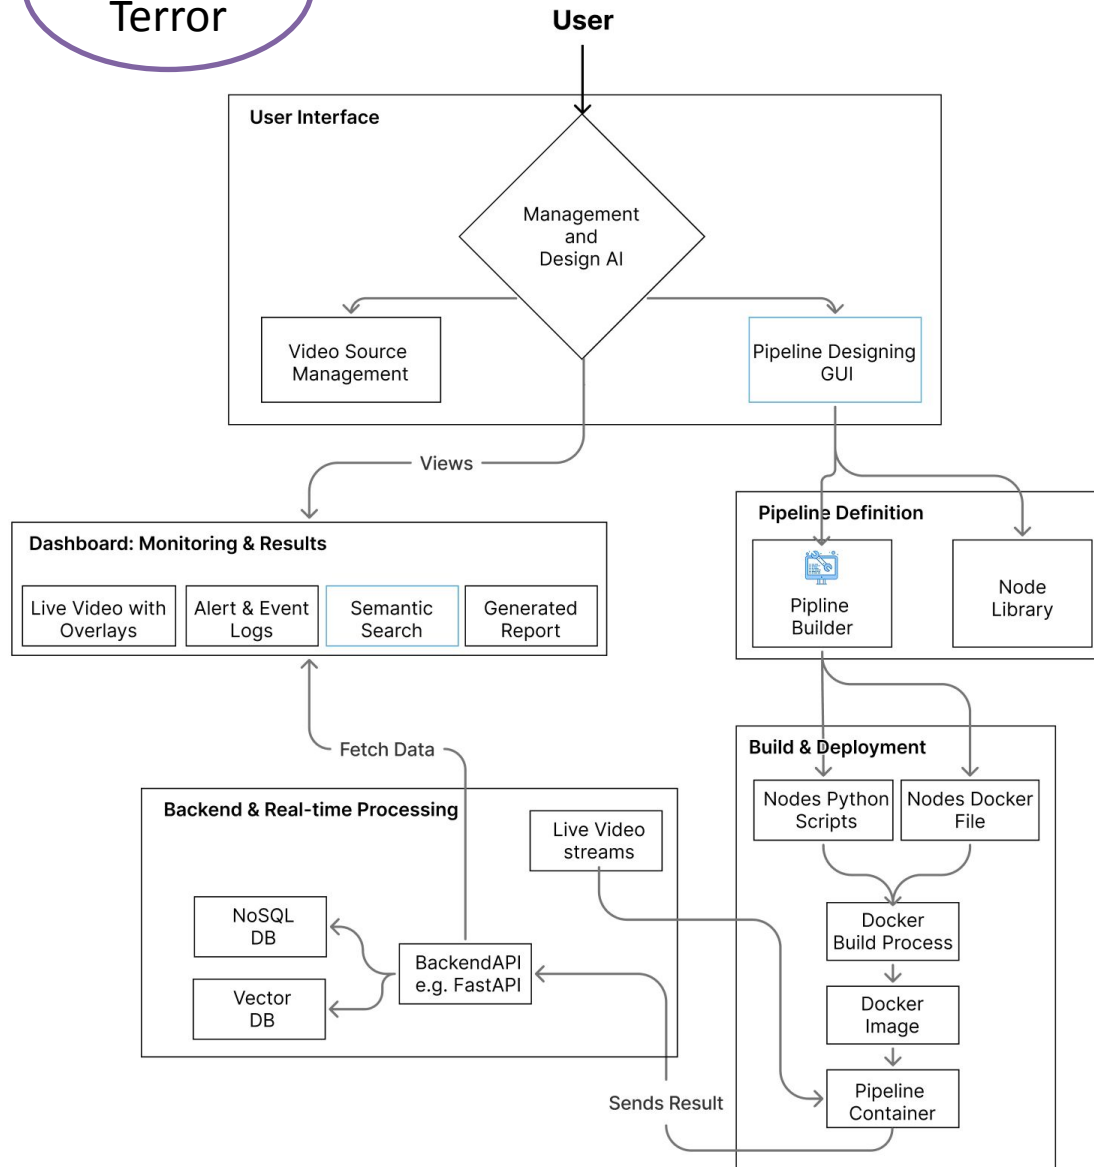 Terror
User
User Interface
Management
and
Design AI
Video Source
Management
Pipeline Designing
GUI
Views
Pipeline Definition
Dashboard: Monitoring & Results
Live Video with
Overlays
Alert & Event
Logs
Semantic
Search
Generated
Report
Pipline
Builder
Node
Library
Fetch Data
Build & Deployment
Backend & Real-time Processing
Nodes Python
Scripts
Nodes Docker
File
Live Video
streams
NoSQL
DB
Docker
Build Process
BackendAPI
e.g. FastAPI
Vector
DB
Docker
Image
Pipeline
Container
Sends Result